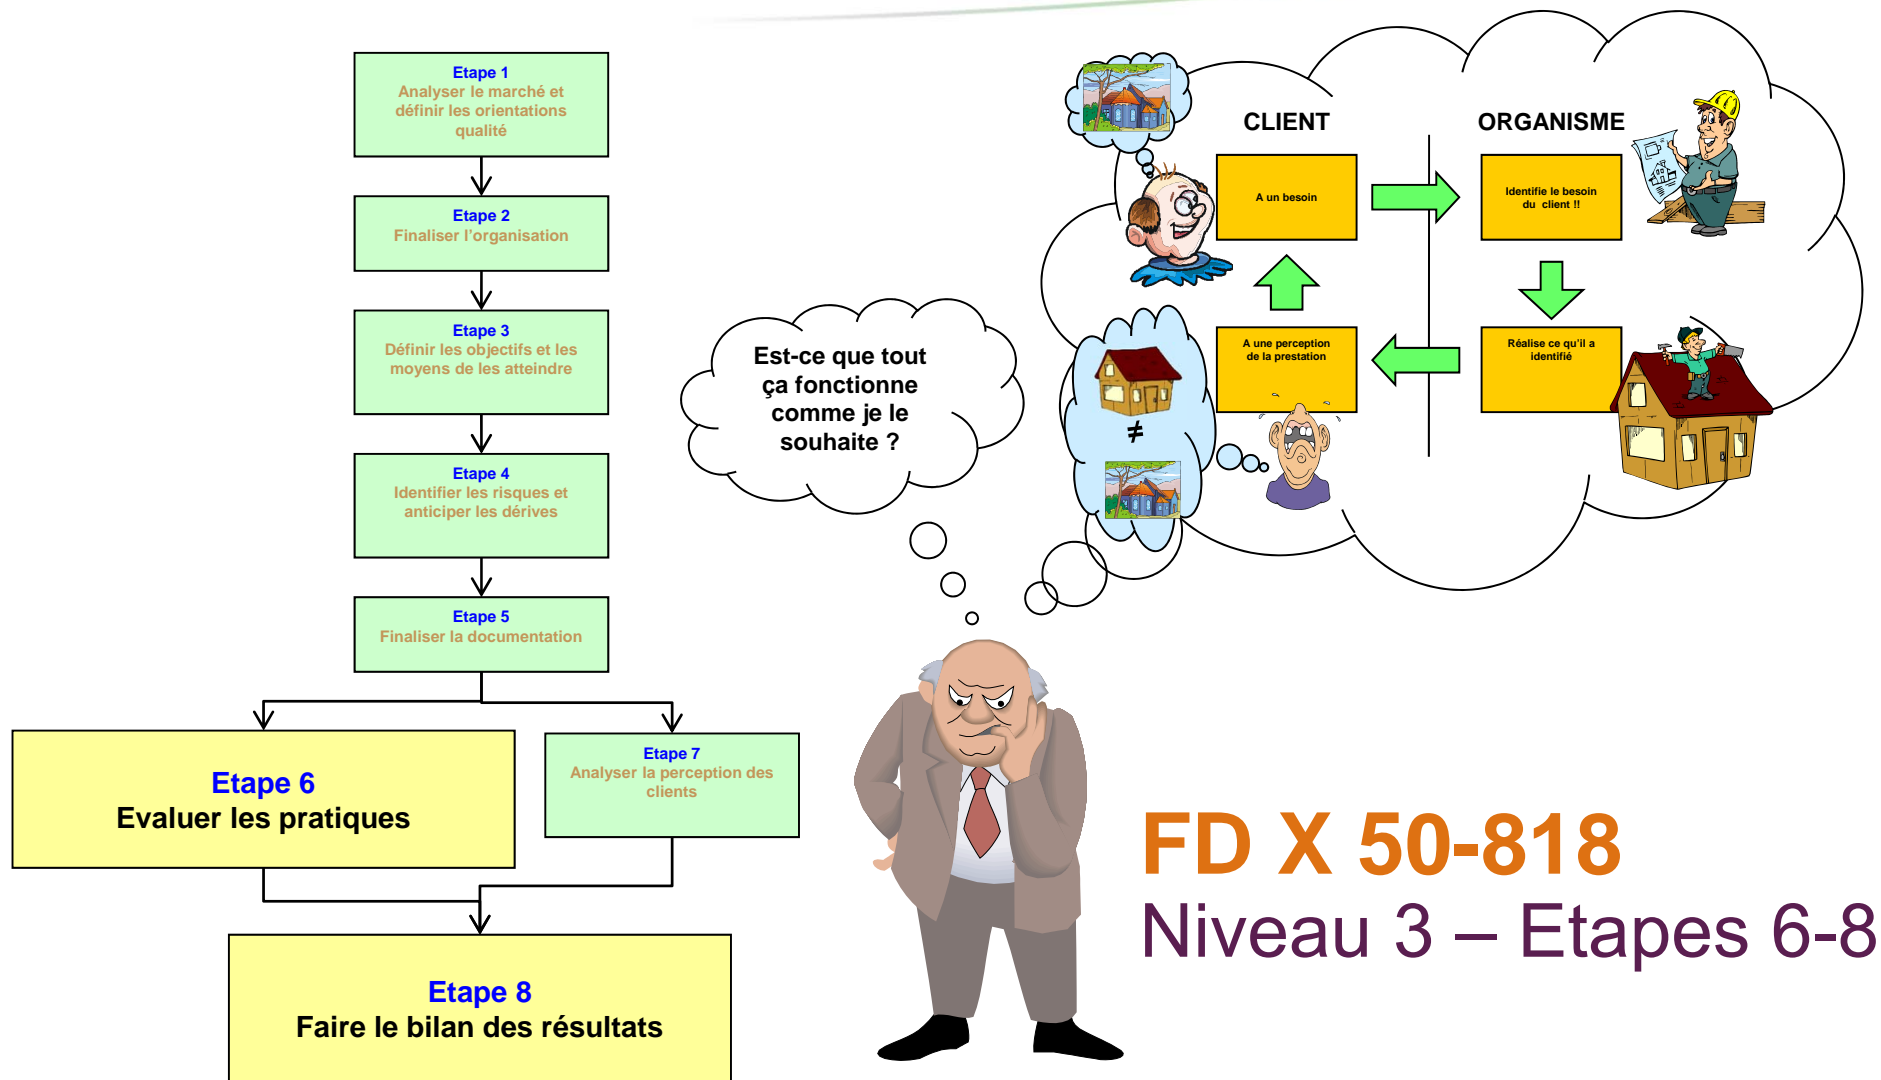 Etape 1
Analyser le marché et
définir les orientations
qualité
Etape 2
Finaliser l'organisation
Etape 3
Définir les objectifs et les
moyens de les atteindre
Etape 4
Identifier les risques et
anticiper les dérives
Etape 5
Finaliser la documentation
Etape 6
Evaluer les pratiques
Etape 7
Analyser la perception des
clients
Etape 8
Faire le bilan des résultats
Est-ce que tout
ça fonctionne
comme je le
souhaite ?
CLIENT
ORGANISME
A un besoin
Identifie le besoin
du client !!
A une perception
de la prestation
Réalise ce qu'il a
identifié
≠
FD X 50-818
Niveau 3 – Etapes 6-8